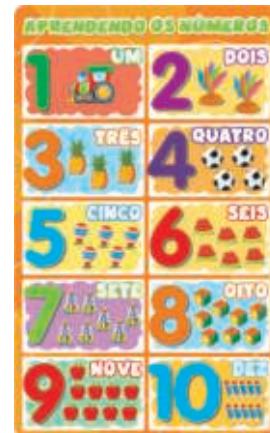 APRENDENDO OS NÚMEROS
1 UM
2 DOIS
3 TRÊS
4 QUATRO
5 CINCO
6 SEIS
7 SETE
8 OITO
9 NOVE
10 DEZ